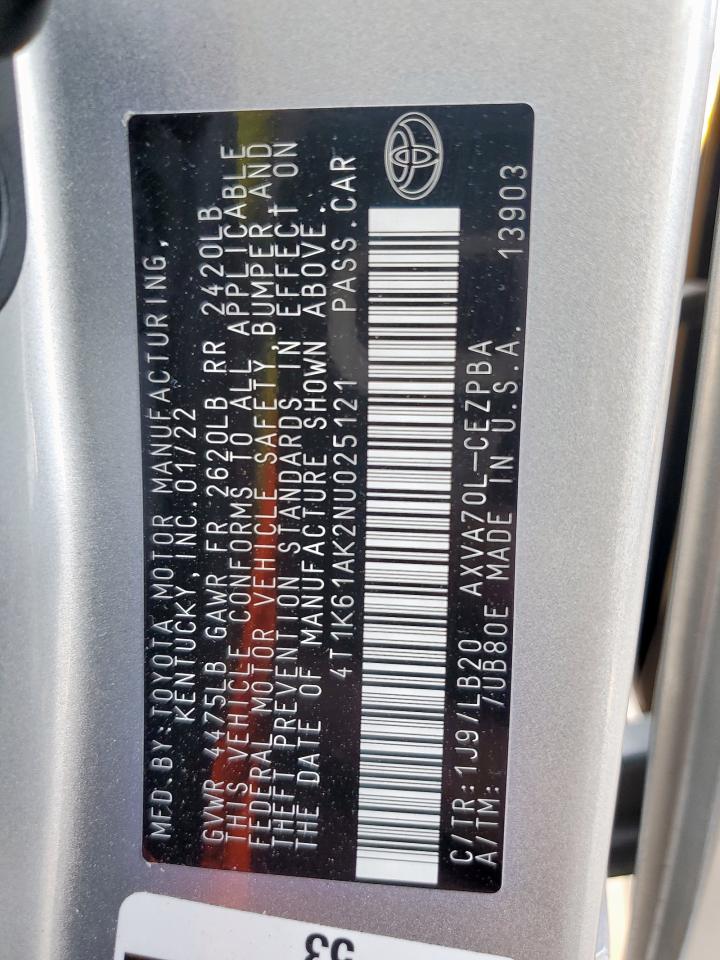 MFD.BY:TOYOTA MOTOR MANUFACTURING,
KENTUCKY, INC.01/22
GVWR 4475LB GAWR FR 2620LB RR 2420LB
THIS VEHICLE CONFORMS TO ALL APPLICABLE
FEDERAL MOTOR VEHICLE SAFETY,BUMPER,AND
THEFT PREVENTION STANDARDS IN EFFECT ON
THE DATE OF MANUFACTURE SHOWN ABOVE.
4T1K61AK2NU025121 PASS.CAR
C/TR:1J9/LB20 AXVA70L-CEZPBA
A/TM: /UB80E MADE IN U.S.A. 13903
53